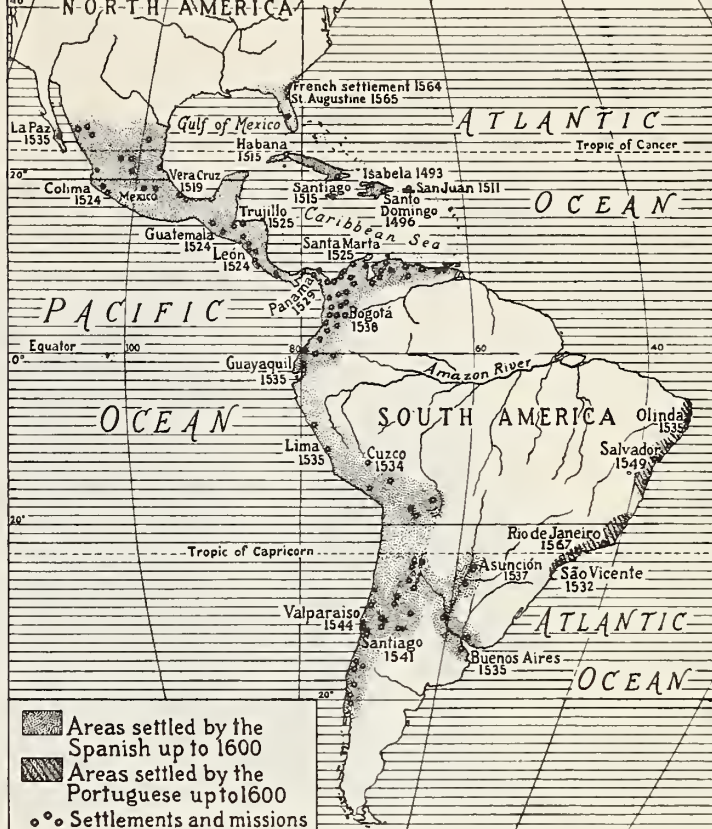 NORTH AMERICA
French settlement 1564
St. Augustine 1565
La Paz
1535
Gulf of Mexico
ATLANTIC
Tropic of Cancer
Habana
1515
20°
Vera Cruz
1519
Isabela 1493
San Juan 1511
Colima
1524
Mexico
Santiago
1515
Santo
Domingo
1496
OCEAN
Trujillo
1525
Caribbean Sea
Guatemala
1524
Santa Marta
1525
León
1524
Panama
1529
PACIFIC
Bogotá
1538
Equator
100
80
60
40
0°
Guayaquil
1535
Amazon River
OCEAN
SOUTH AMERICA
Olinda
1535
Lima
1535
Cuzco
1534
Salvador
1549
20°
Rio de Janeiro
1567
Tropic of Capricorn
Asunción
1537
São Vicente
1532
Valparaiso
1544
ATLANTIC
Santiago
1541
Buenos Aires
1535
OCEAN
20°
Areas settled by the
Spanish up to 1600
Areas settled by the
Portuguese up to 1600
Settlements and missions